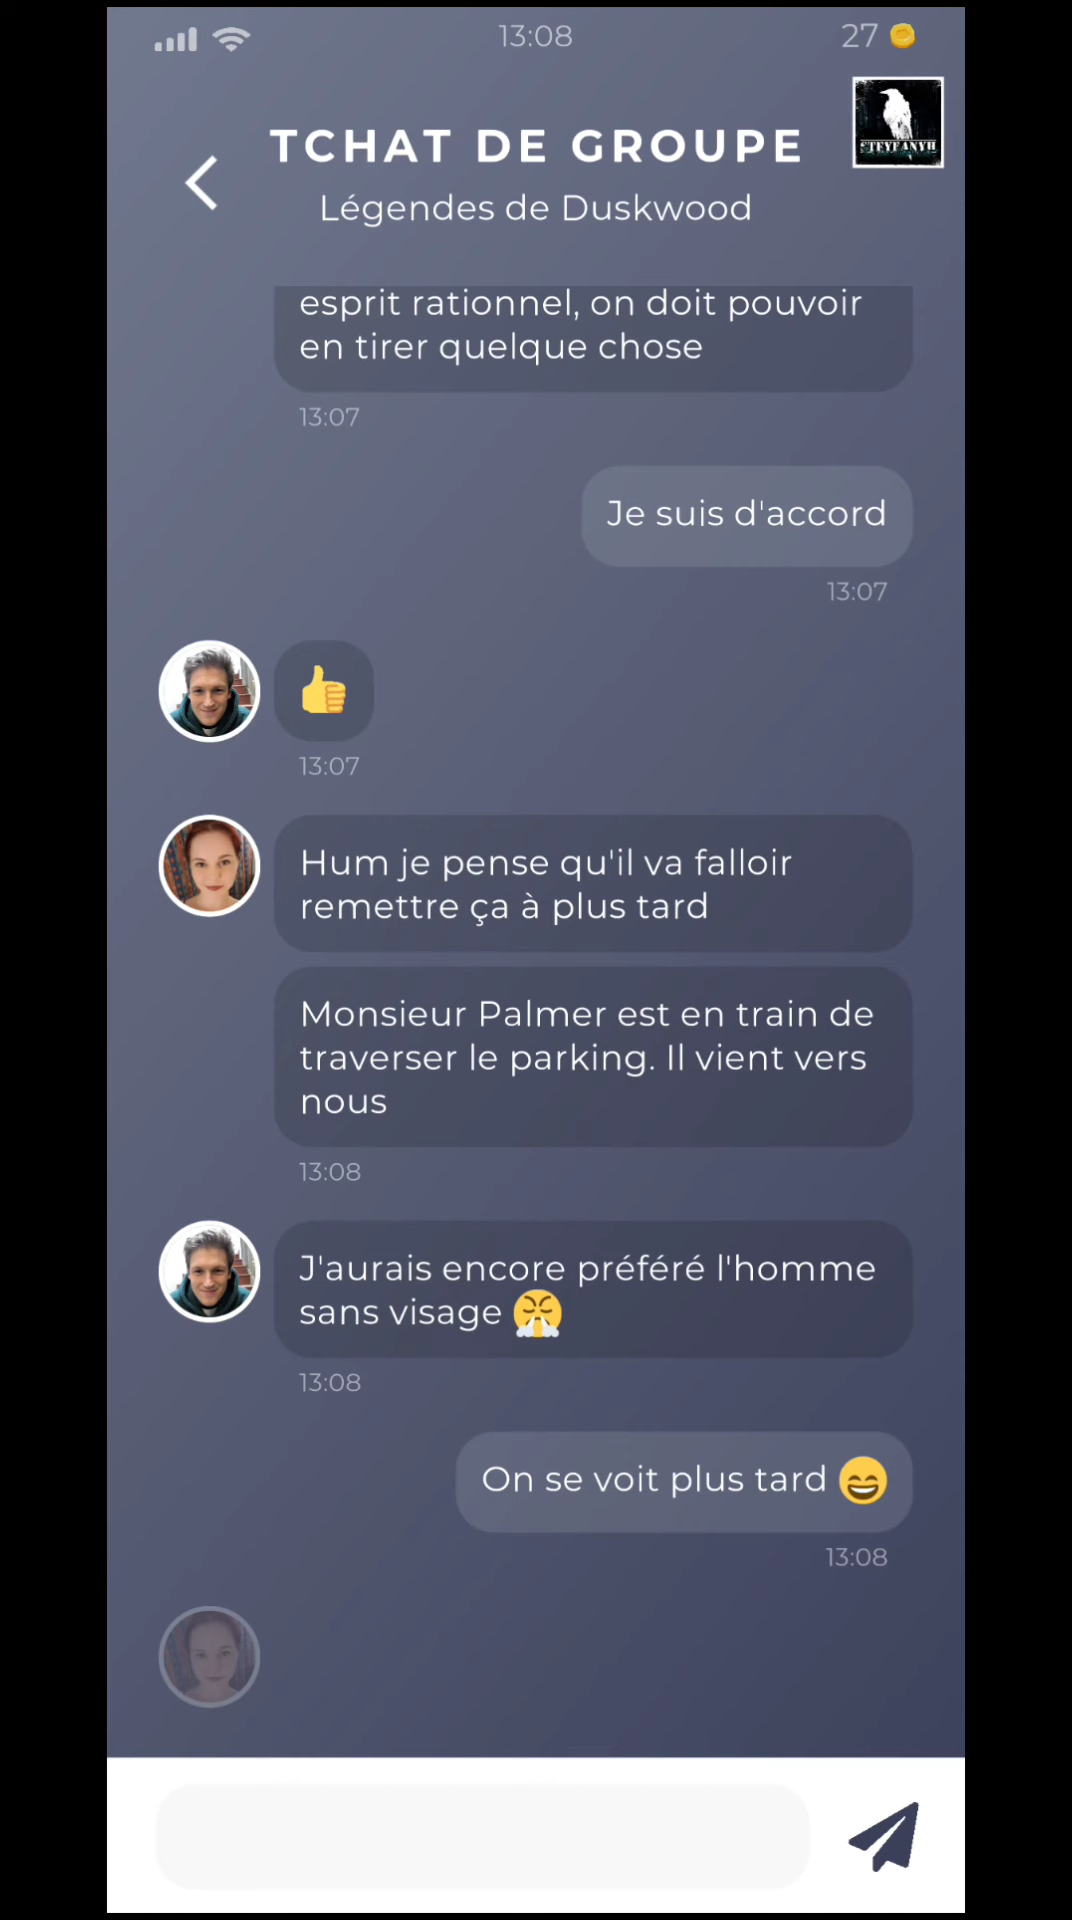 13:08
27
TCHAT DE GROUPE
STEYFANYH
Légendes de Duskwood
esprit rationnel, on doit pouvoir
en tirer quelque chose
13:07
Je suis d'accord
13:07
13:07
Hum je pense qu'il va falloir
remettre ça à plus tard
Monsieur Palmer est en train de
traverser le parking. Il vient vers
nous
13:08
J'aurais encore préféré l'homme
sans visage 😤
13:08
On se voit plus tard 😄
13:08